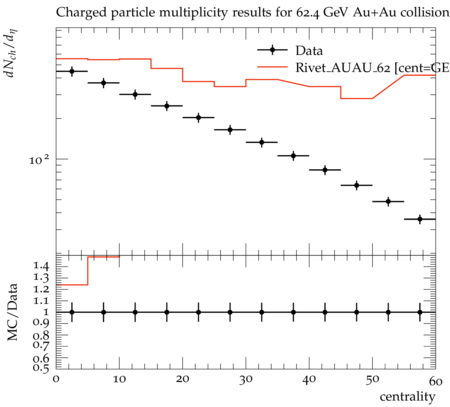 Charged particle multiplicity results for 62.4 GeV Au+Au collision
dN_ch/d_η
Data
Rivet_AUAU_62 [cent=GE
10²
MC/Data
1.4
1.3
1.2
1.1
1
0.9
0.8
0.7
0.6
0.5
0 10 20 30 40 50 60
centrality